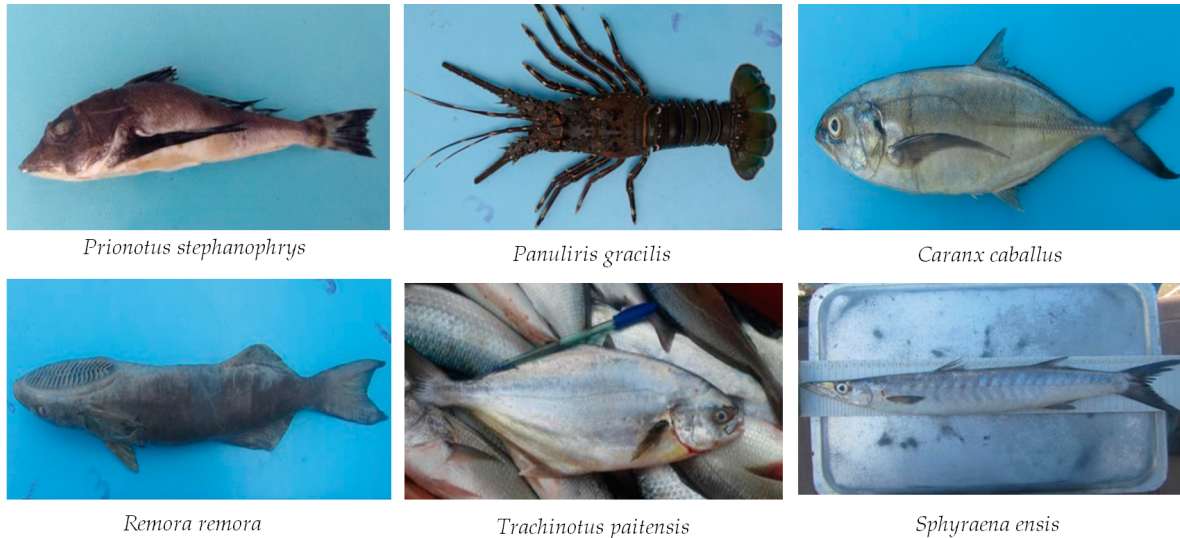 Prionotus stephanophrys
Panuliris gracilis
Caranx caballus
Remora remora
Trachinotus paitensis
Sphyraena ensis